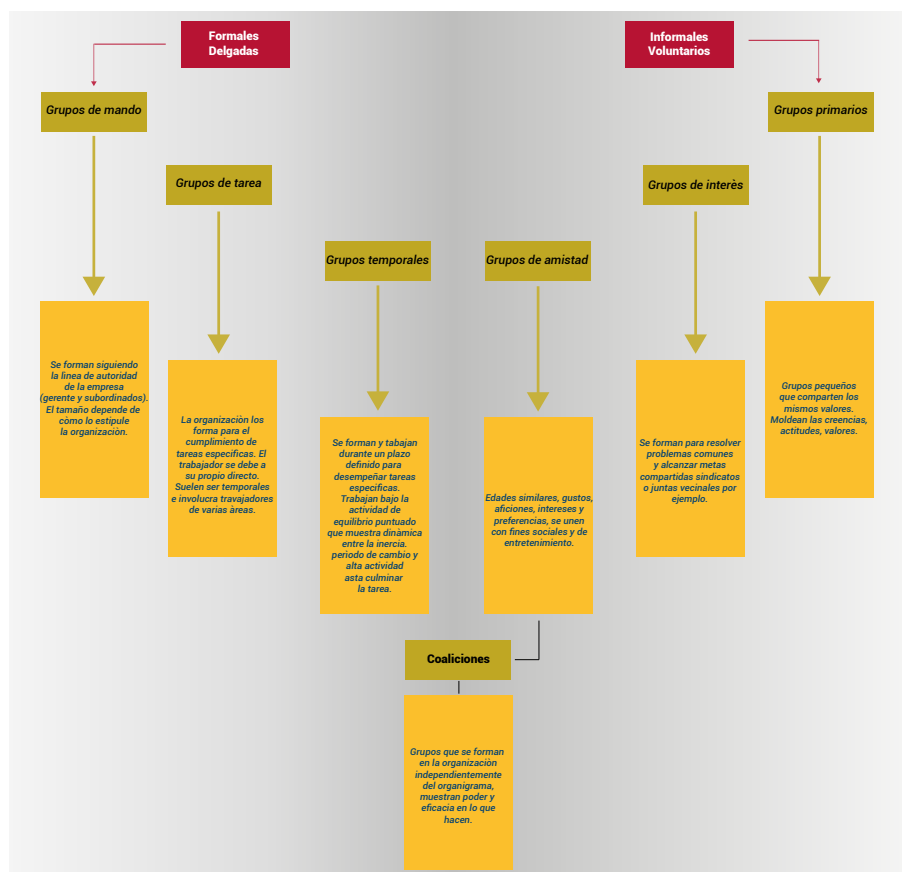 Formales
Delgadas
Informales
Voluntarios
Grupos de mando
Grupos primarios
Grupos de tarea
Grupos de interès
Grupos temporales
Grupos de amistad
Se forman siguiendo
la lìnea de autoridad
de la empresa
(gerente y subordinados).
El tamaño depende de
còmo lo estipule
la organizaciòn.
La organizaciòn los
forma para el
cumplimiento de
tareas especificas. El
trabajador se debe a
su propio directo.
Suelen ser temporales
e involucra travajadores
de varias àreas.
Se forman y tabajan
durante un plazo
definido para
desempeñar tareas
especificas.
Trabajan bajo la
actividad de
equilibrio puntuado
que muestra dinàmica
entre la inercia.
periodo de cambio y
alta actividad
asta culminar
la tarea.
Edades similares, gustos,
aficiones, intereses y
preferencias, se unen
con fines sociales y de
entretenimiento.
Se forman para resolver
problemas comunes
y alcanzar metas
compartidas sindicatos
o juntas vecinales por
ejemplo.
Grupos pequeños
que comparten los
mismos valores.
Moldean las creencias,
actitudes, valores.
Coaliciones
Grupos que se forman
en la organizaciòn
independientemente
del organigrama,
muestran poder y
eficacia en lo que
hacen.